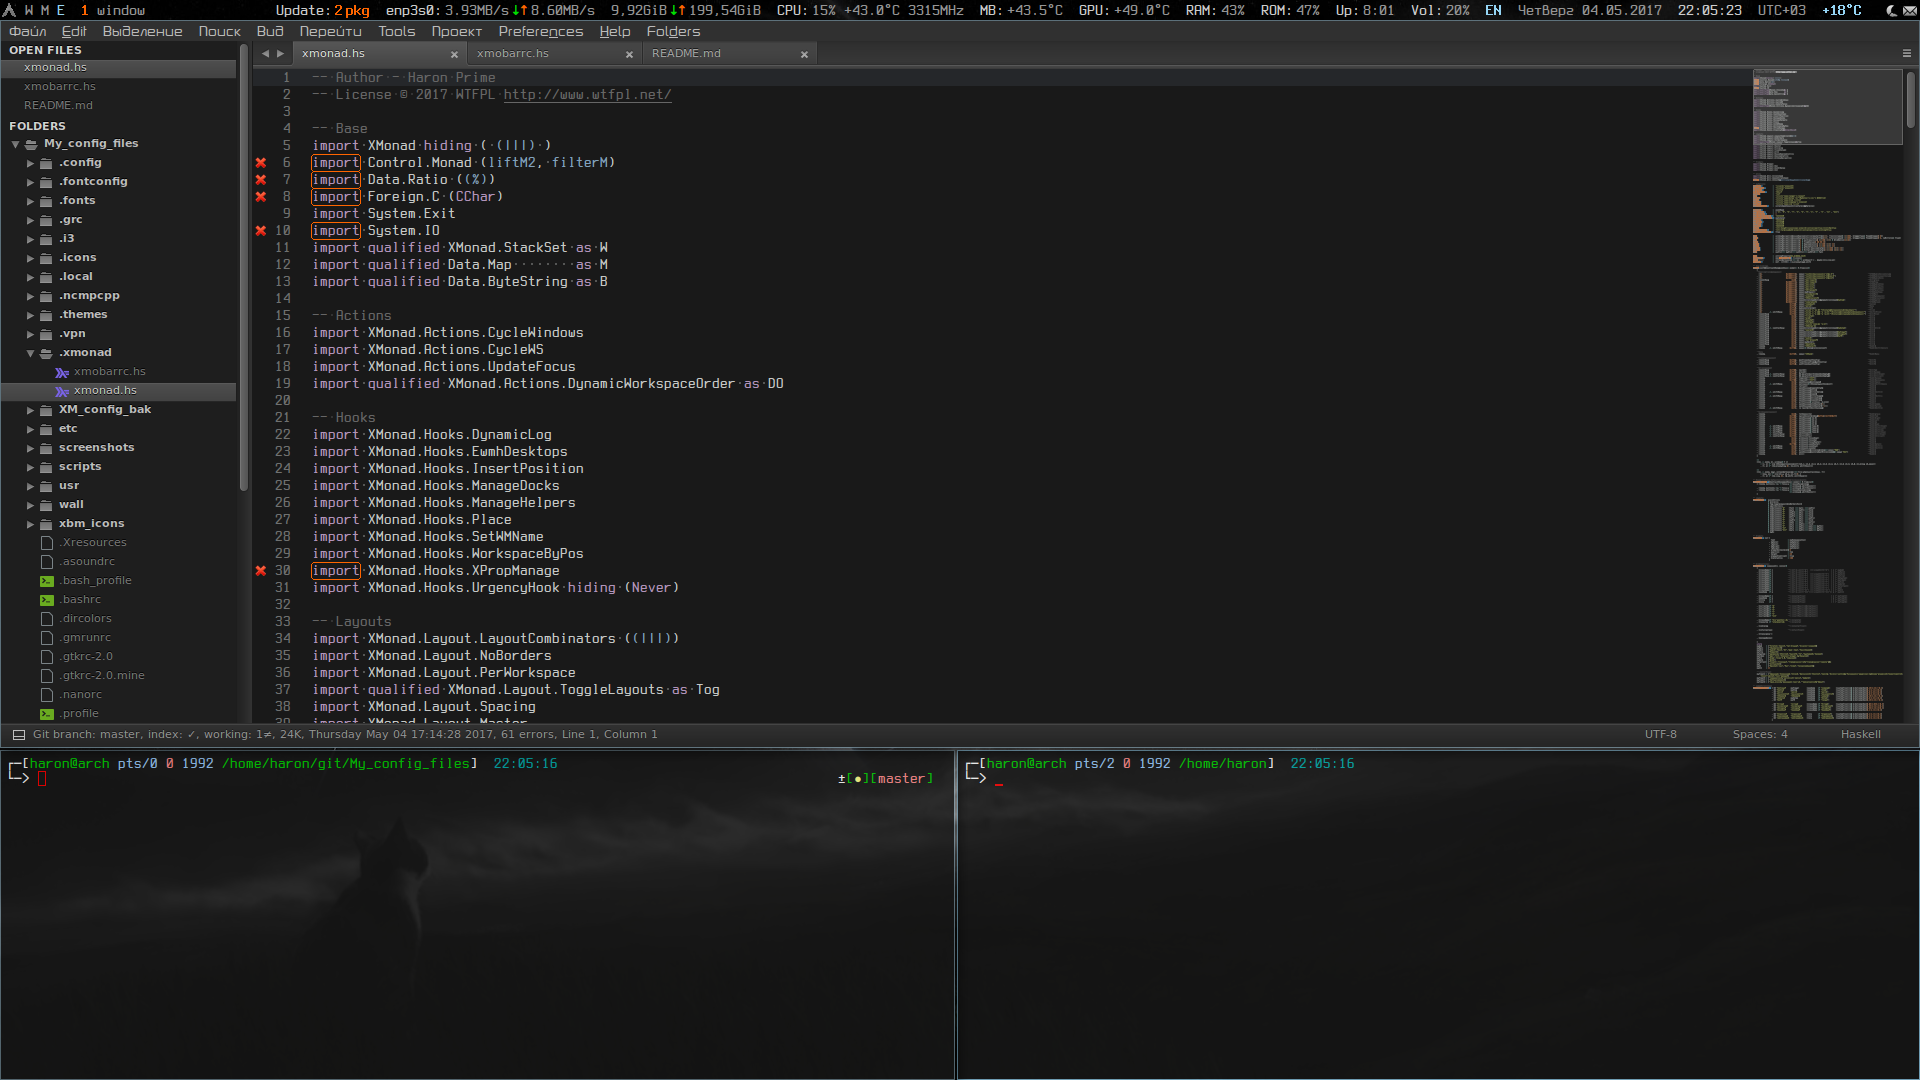 W M E 1 window Update: 2 pkg enp3s0: 3.93MB/s↓↑ 8.60MB/s 9,92GiB↓↑ 199,54GiB CPU: 15% +43.0°C 3315MHz MB: +43.5°C GPU: +49.0°C RAM: 43% ROM: 47% Up: 8:01 Vol: 20% EN Четверг 04.05.2017 22:05:23 UTC+03 +18°C
Файл Edit Выделение Поиск Вид Перейти Tools Проект Preferences Help Folders
OPEN FILES
xmonad.hs
xmobarrc.hs
README.md
FOLDERS
My_config_files
.config
.fontconfig
.fonts
.grc
.i3
.icons
.local
.ncmpcpp
.themes
.vpn
.xmonad
xmobarrc.hs
xmonad.hs
XM_config_bak
etc
screenshots
scripts
usr
wall
xbm_icons
.Xresources
.asoundrc
.bash_profile
.bashrc
.dircolors
.gmrunrc
.gtkrc-2.0
.gtkrc-2.0.mine
.nanorc
.profile
xmonad.hs × xmobarrc.hs × README.md ×
1 -- Author - Haron Prime
2 -- License © 2017 WTFPL http://www.wtfpl.net/
3
4 -- Base
5 import XMonad hiding ( (|||) )
6 import Control.Monad (liftM2, filterM)
7 import Data.Ratio ((%))
8 import Foreign.C (CChar)
9 import System.Exit
10 import System.IO
11 import qualified XMonad.StackSet as W
12 import qualified Data.Map········as M
13 import qualified Data.ByteString as B
14
15 -- Actions
16 import XMonad.Actions.CycleWindows
17 import XMonad.Actions.CycleWS
18 import XMonad.Actions.UpdateFocus
19 import qualified XMonad.Actions.DynamicWorkspaceOrder as DO
20
21 -- Hooks
22 import XMonad.Hooks.DynamicLog
23 import XMonad.Hooks.EwmhDesktops
24 import XMonad.Hooks.InsertPosition
25 import XMonad.Hooks.ManageDocks
26 import XMonad.Hooks.ManageHelpers
27 import XMonad.Hooks.Place
28 import XMonad.Hooks.SetWMName
29 import XMonad.Hooks.WorkspaceByPos
30 import XMonad.Hooks.XPropManage
31 import XMonad.Hooks.UrgencyHook hiding (Never)
32
33 -- Layouts
34 import XMonad.Layout.LayoutCombinators ((|||))
35 import XMonad.Layout.NoBorders
36 import XMonad.Layout.PerWorkspace
37 import qualified XMonad.Layout.ToggleLayouts as Tog
38 import XMonad.Layout.Spacing
39 import XMonad.Layout.Master
Git branch: master, index: ✓, working: 1≠, 24K, Thursday May 04 17:14:28 2017, 61 errors, Line 1, Column 1 UTF-8 Spaces: 4 Haskell
┌─[haron@arch pts/0 0 1992 /home/haron/git/My_config_files] 22:05:16
└─> ±[●][master]
┌─[haron@arch pts/2 0 1992 /home/haron] 22:05:16
└─> _